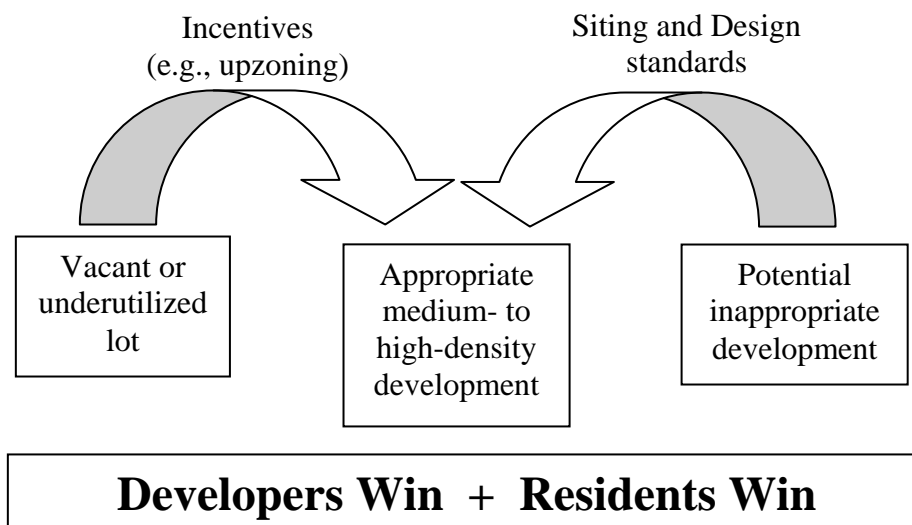 Incentives
(e.g., upzoning)
Siting and Design
standards
Vacant or
underutilized
lot
Appropriate
medium- to
high-density
development
Potential
inappropriate
development
Developers Win + Residents Win